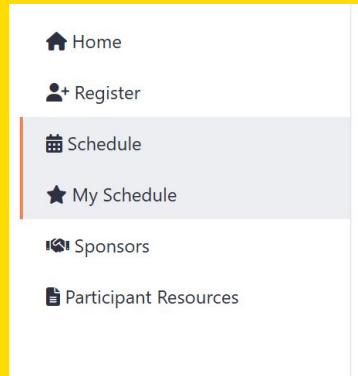 Home
Register
Schedule
My Schedule
Sponsors
Participant Resources